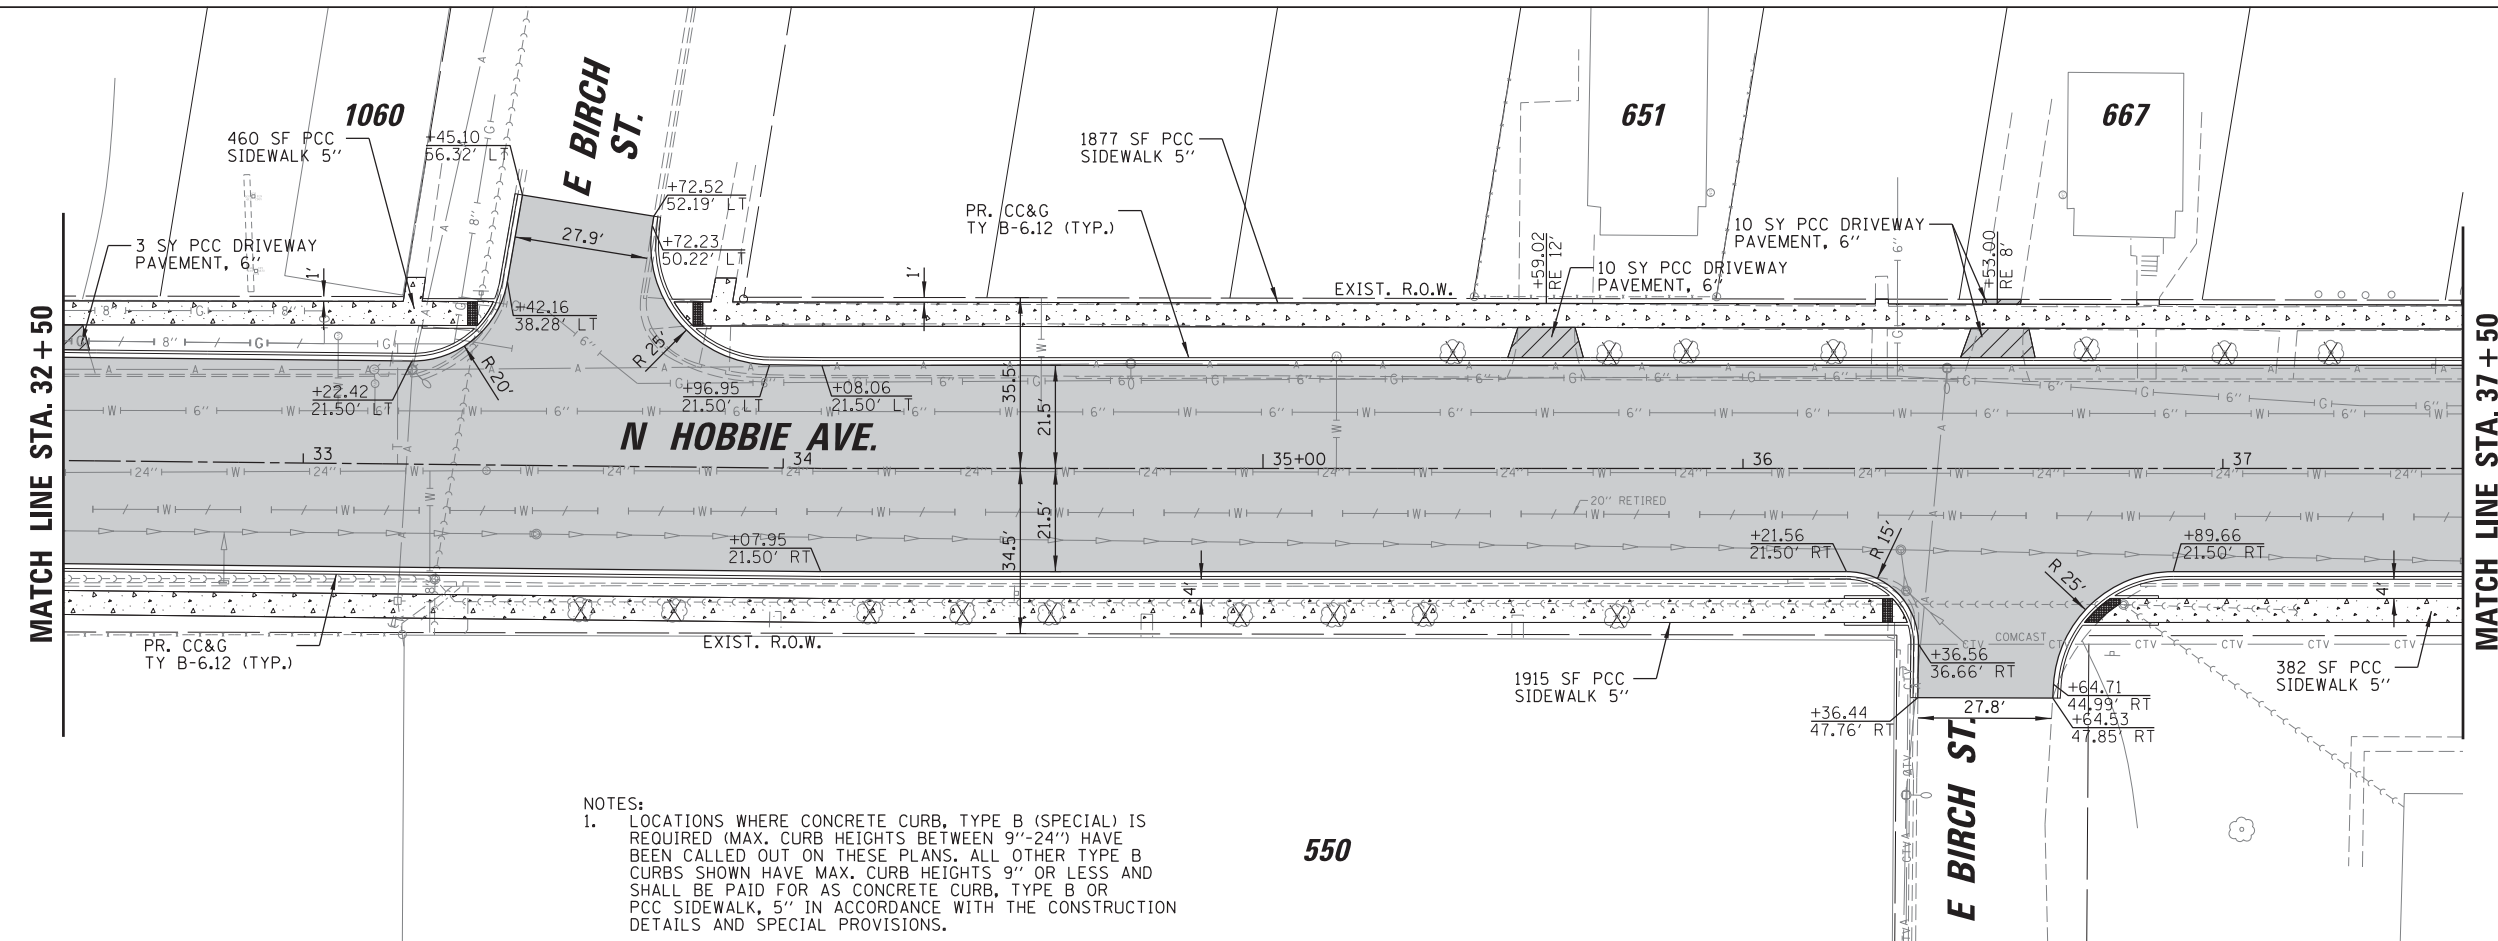 1060
460 SF PCC
SIDEWALK 5''
+45.10
56.32' LT
E BIRCH
ST.
3 SY PCC DRIVEWAY
PAVEMENT, 6''
1'
27.9'
+72.52
52.19' LT
+72.23
50.22' LT
+42.16
38.28' LT
R 20'
R 25'
+22.42
21.50' LT
+96.95
21.50' LT
+08.06
21.50' LT
1'
1877 SF PCC
SIDEWALK 5''
PR. CC&G
TY B-6.12 (TYP.)
EXIST. R.O.W.
651
+59.02
RE 12'
10 SY PCC DRIVEWAY
PAVEMENT, 6''
10 SY PCC DRIVEWAY
PAVEMENT, 6''
+53.00
RE 8'
667
MATCH LINE STA. 32+50
MATCH LINE STA. 37+50
N HOBBIE AVE.
33
34
35+00
36
37
35.5'
21.5'
34.5'
21.5'
20'' RETIRED
+07.95
21.50' RT
+21.56
21.50' RT
R 15'
+89.66
21.50' RT
R 25'
4'
4'
PR. CC&G
TY B-6.12 (TYP.)
EXIST. R.O.W.
1915 SF PCC
SIDEWALK 5''
COMCAST
CTV
CTV
CTV
CTV
CTV
CTV
+36.56
36.66' RT
+64.71
44.99' RT
+64.53
47.85' RT
+36.44
47.76' RT
27.8'
382 SF PCC
SIDEWALK 5''
E BIRCH ST.
550
NOTES:
1. LOCATIONS WHERE CONCRETE CURB, TYPE B (SPECIAL) IS
REQUIRED (MAX. CURB HEIGHTS BETWEEN 9''-24'') HAVE
BEEN CALLED OUT ON THESE PLANS. ALL OTHER TYPE B
CURBS SHOWN HAVE MAX. CURB HEIGHTS 9'' OR LESS AND
SHALL BE PAID FOR AS CONCRETE CURB, TYPE B OR
PCC SIDEWALK, 5'' IN ACCORDANCE WITH THE CONSTRUCTION
DETAILS AND SPECIAL PROVISIONS.